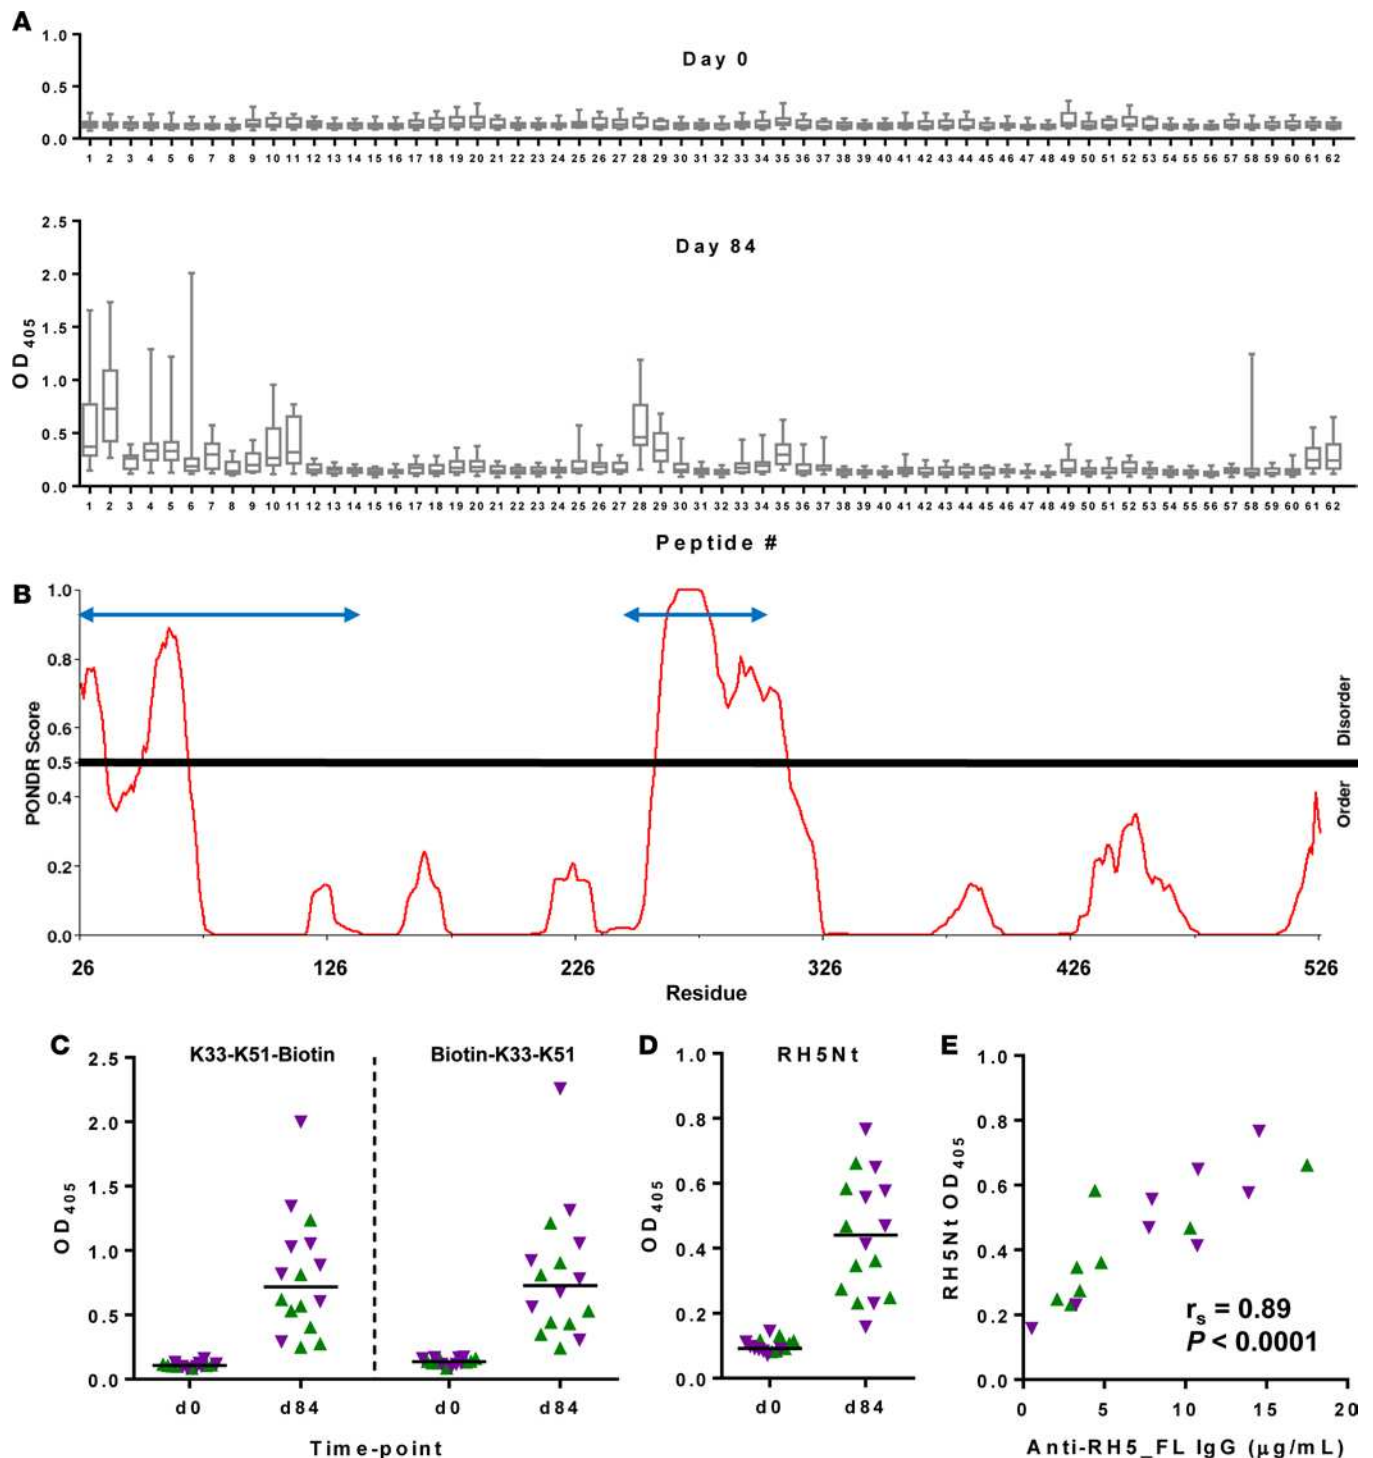 A
Day 0
1.0
0.5
0.0
1 2 3 4 5 6 7 8 9 10 11 12 13 14 15 16 17 18 19 20 21 22 23 24 25 26 27 28 29 30 31 32 33 34 35 36 37 38 39 40 41 42 43 44 45 46 47 48 49 50 51 52 53 54 55 56 57 58 59 60 61 62
Day 84
2.5
2.0
1.5
1.0
0.5
0.0
OD405
1 2 3 4 5 6 7 8 9 10 11 12 13 14 15 16 17 18 19 20 21 22 23 24 25 26 27 28 29 30 31 32 33 34 35 36 37 38 39 40 41 42 43 44 45 46 47 48 49 50 51 52 53 54 55 56 57 58 59 60 61 62
Peptide #
B
1.0
0.8
0.6
0.5
0.4
0.2
0.0
PONDR Score
Disorder
Order
26 126 226 326 426 526
Residue
C
K33-K51-Biotin Biotin-K33-K51
2.5
2.0
1.5
1.0
0.5
0.0
OD405
d0 d84 d0 d84
Time-point
D
RH5Nt
1.0
0.8
0.6
0.4
0.2
0.0
OD405
d0 d84
E
1.0
0.8
0.6
0.4
0.2
0.0
RH5Nt OD405
rs = 0.89
P < 0.0001
0 5 10 15 20
Anti-RH5_FL IgG (μg/mL)